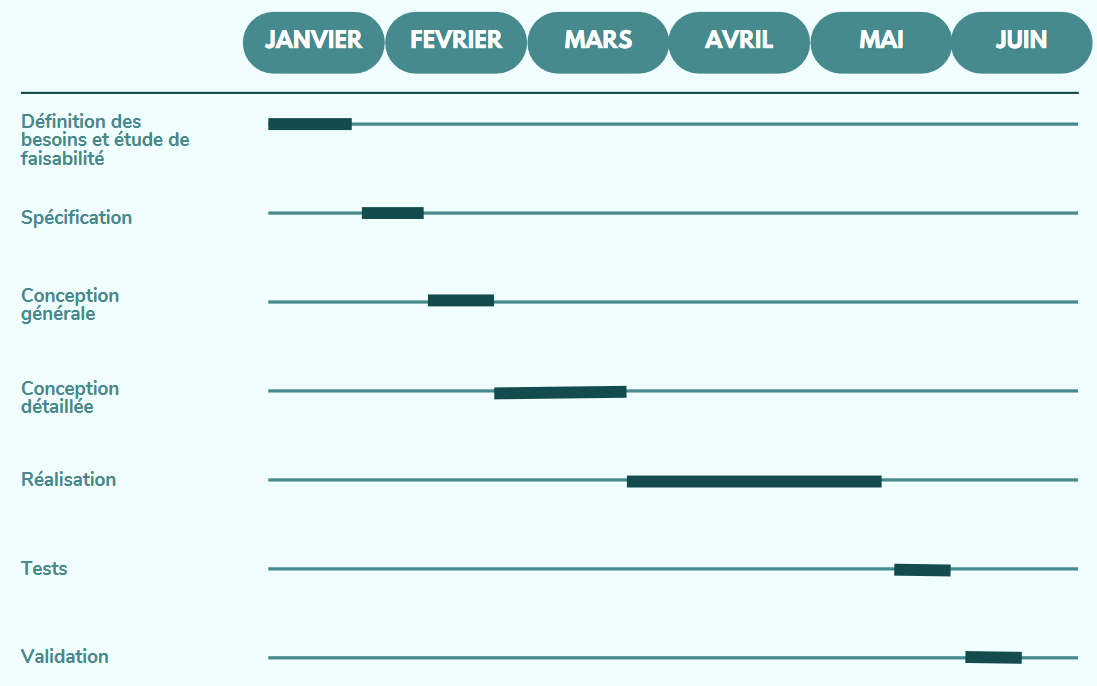 JANVIER FEVRIER MARS AVRIL MAI JUIN
Définition des
besoins et étude de
faisabilité
Spécification
Conception
générale
Conception
détaillée
Réalisation
Tests
Validation